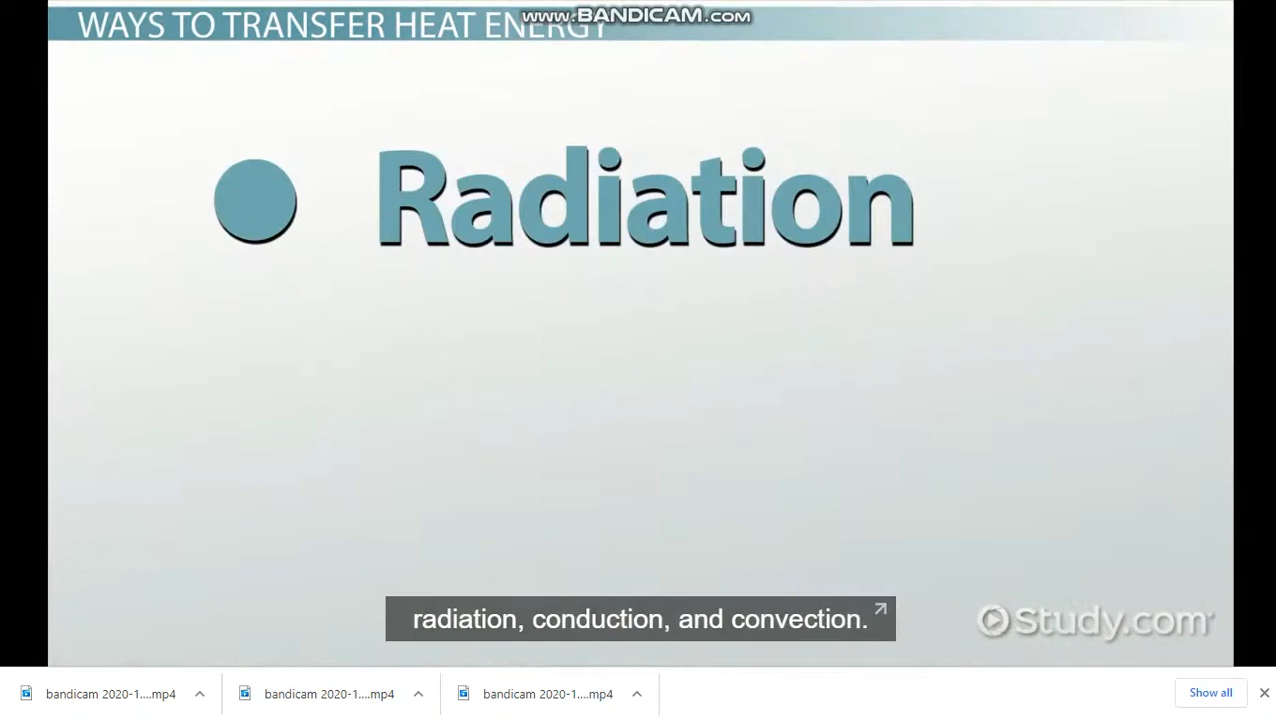 www.BANDICAM.com
WAYS TO TRANSFER HEAT ENERGY
Radiation
radiation, conduction, and convection.
Study.com
bandicam 2020-1....mp4
bandicam 2020-1....mp4
bandicam 2020-1....mp4
Show all